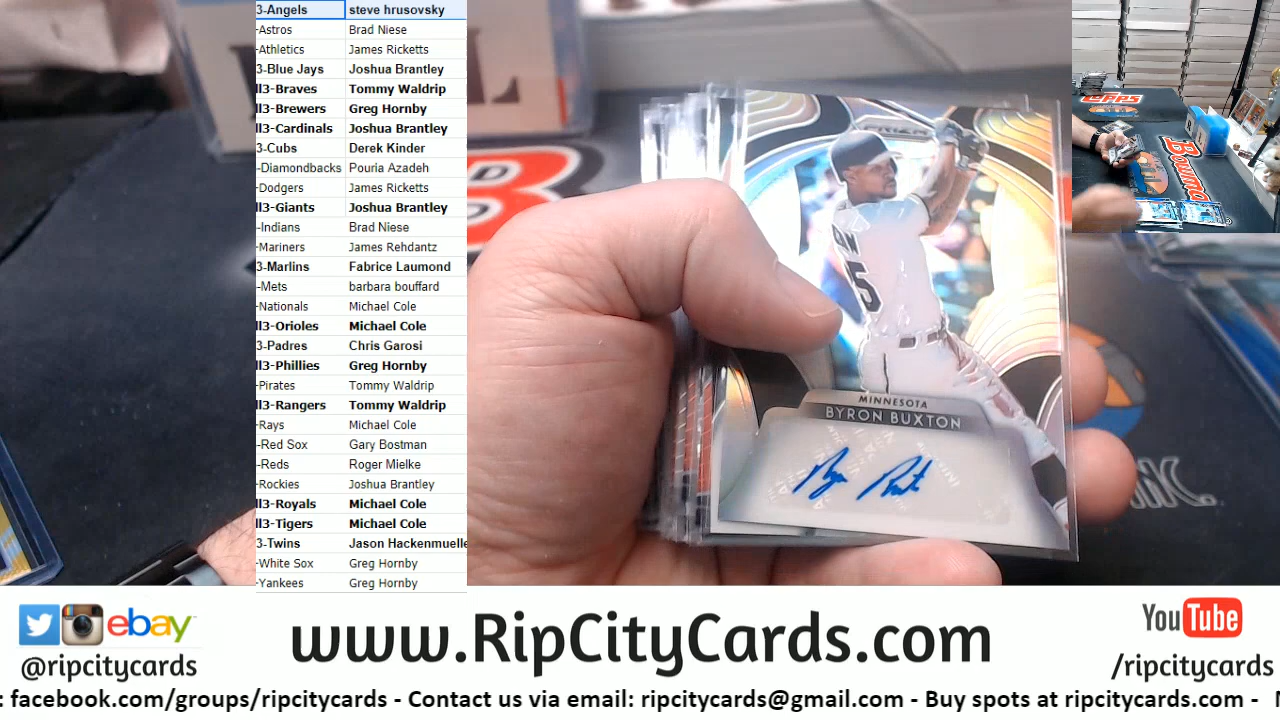 3-Angels steve hrusovsky
-Astros Brad Niese
-Athletics James Ricketts
3-Blue Jays Joshua Brantley
ll3-Braves Tommy Waldrip
ll3-Brewers Greg Hornby
ll3-Cardinals Joshua Brantley
3-Cubs Derek Kinder
-Diamondbacks Pouria Azadeh
-Dodgers James Ricketts
ll3-Giants Joshua Brantley
-Indians Brad Niese
-Mariners James Rehdantz
3-Marlins Fabrice Laumond
-Mets barbara bouffard
-Nationals Michael Cole
ll3-Orioles Michael Cole
3-Padres Chris Garosi
ll3-Phillies Greg Hornby
-Pirates Tommy Waldrip
ll3-Rangers Tommy Waldrip
-Rays Michael Cole
-Red Sox Gary Bostman
-Reds Roger Mielke
-Rockies Joshua Brantley
ll3-Royals Michael Cole
ll3-Tigers Michael Cole
3-Twins Jason Hackenmuelle
-White Sox Greg Hornby
-Yankees Greg Hornby
PRIZM
5
MINNESOTA
BYRON BUXTON
TOPPS
Bowma
ebay
@ripcitycards
www.RipCityCards.com
YouTube
/ripcitycards
: facebook.com/groups/ripcitycards - Contact us via email: ripcitycards@gmail.com - Buy spots at ripcitycards.com -